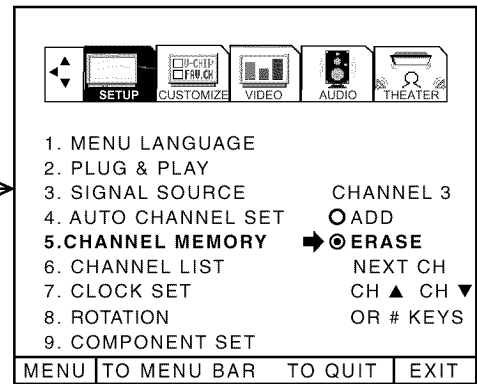 U-CHIP
FAV.CH
SETUP CUSTOMIZE VIDEO AUDIO THEATER
1. MENU LANGUAGE
2. PLUG & PLAY
3. SIGNAL SOURCE CHANNEL 3
4. AUTO CHANNEL SET ADD
5.CHANNEL MEMORY ERASE
6. CHANNEL LIST NEXT CH
7. CLOCK SET CH ▲ CH ▼
8. ROTATION OR # KEYS
9. COMPONENT SET
MENU TO MENU BAR TO QUIT EXIT